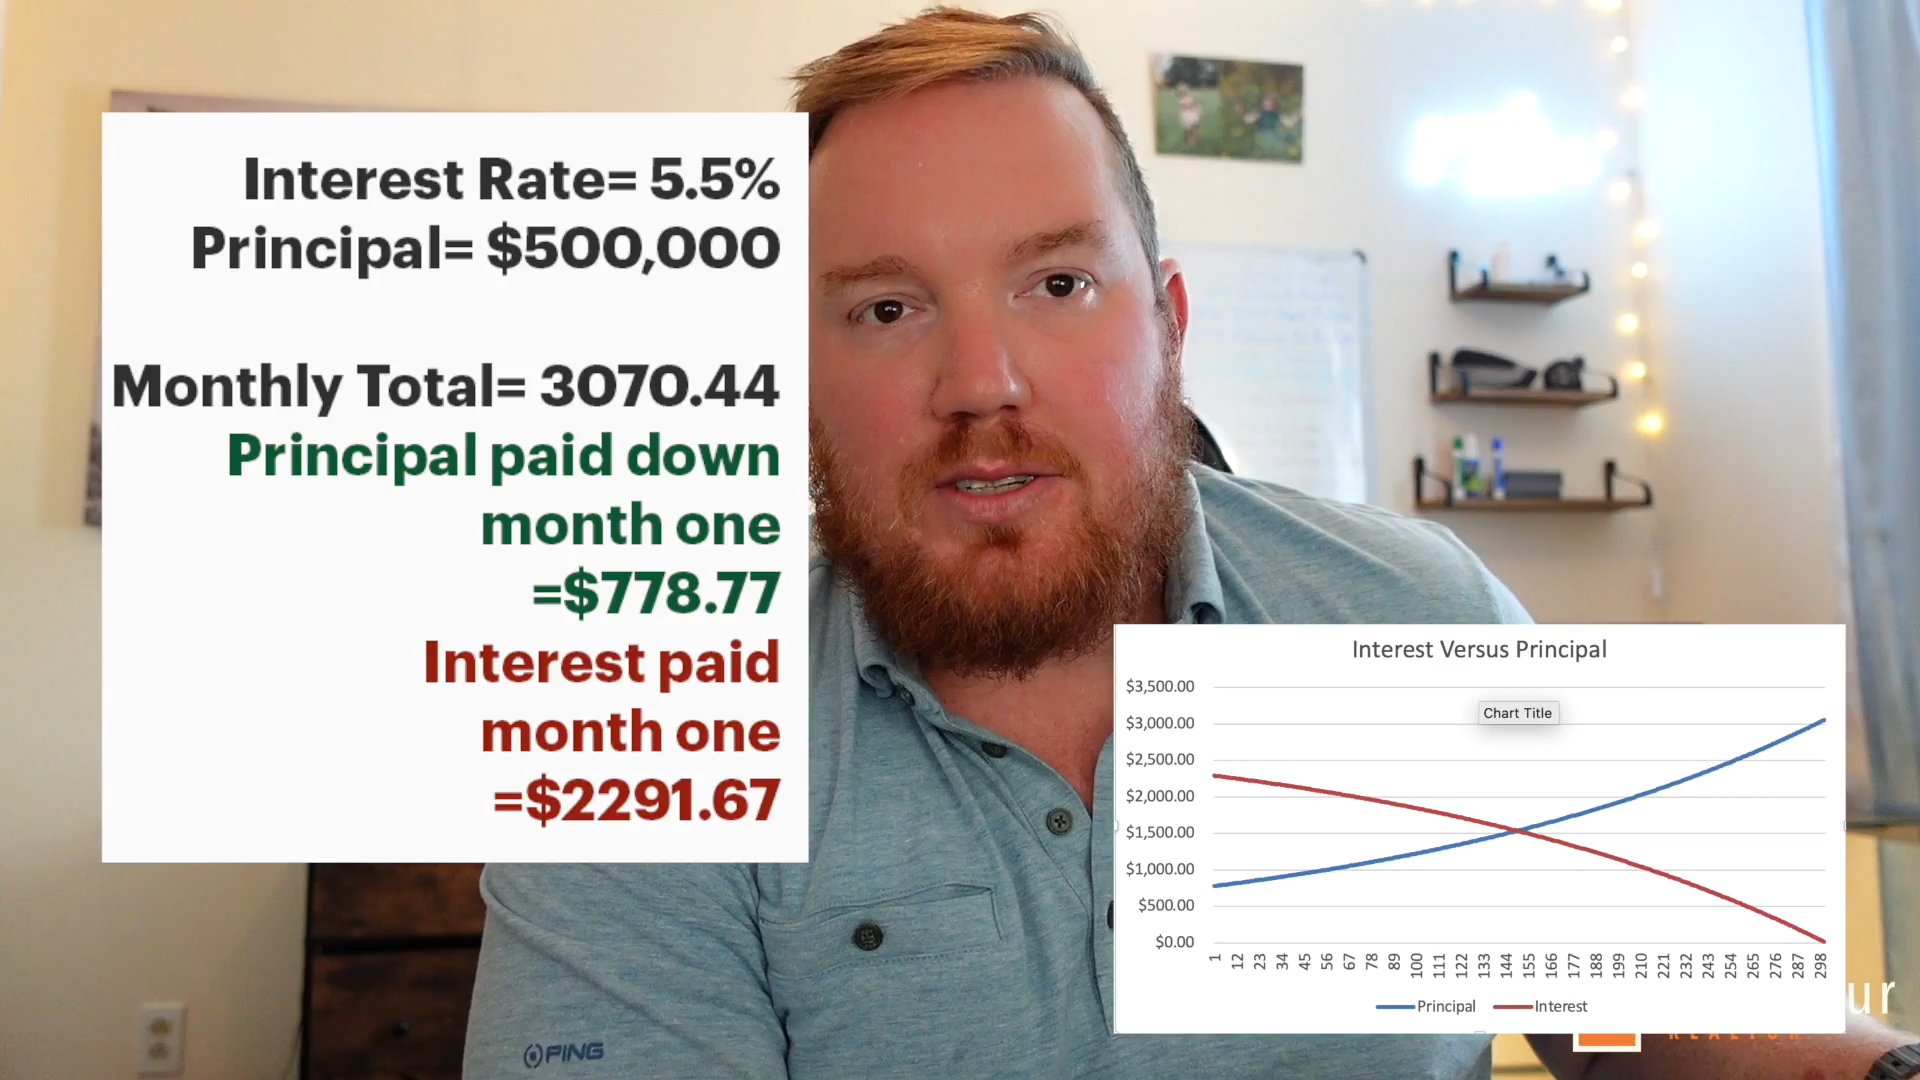 Interest Rate= 5.5%
Principal= $500,000
Monthly Total= 3070.44
Principal paid down
month one
=$778.77
Interest paid
month one
=$2291.67
Interest Versus Principal
Chart Title
$3,500.00
$3,000.00
$2,500.00
$2,000.00
$1,500.00
$1,000.00
$500.00
$0.00
1 12 23 34 45 56 67 78 89 100 111 122 133 144 155 166 177 188 199 210 221 232 243 254 265 276 287 298
Principal Interest
ur
PING